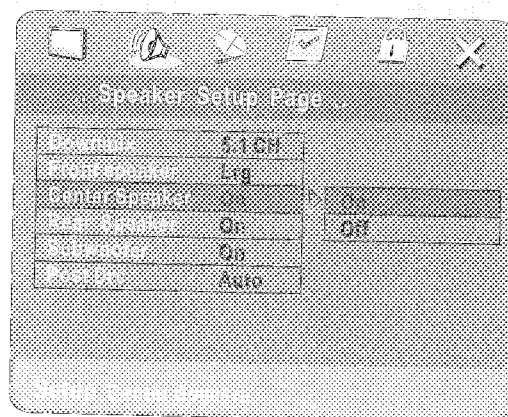 .. Speaker Setup Page ..
Downmix 5.1 CH
Front Speaker Lrg
Center Speaker On
Rear Speaker On
Off
Subwoofer On
Auto